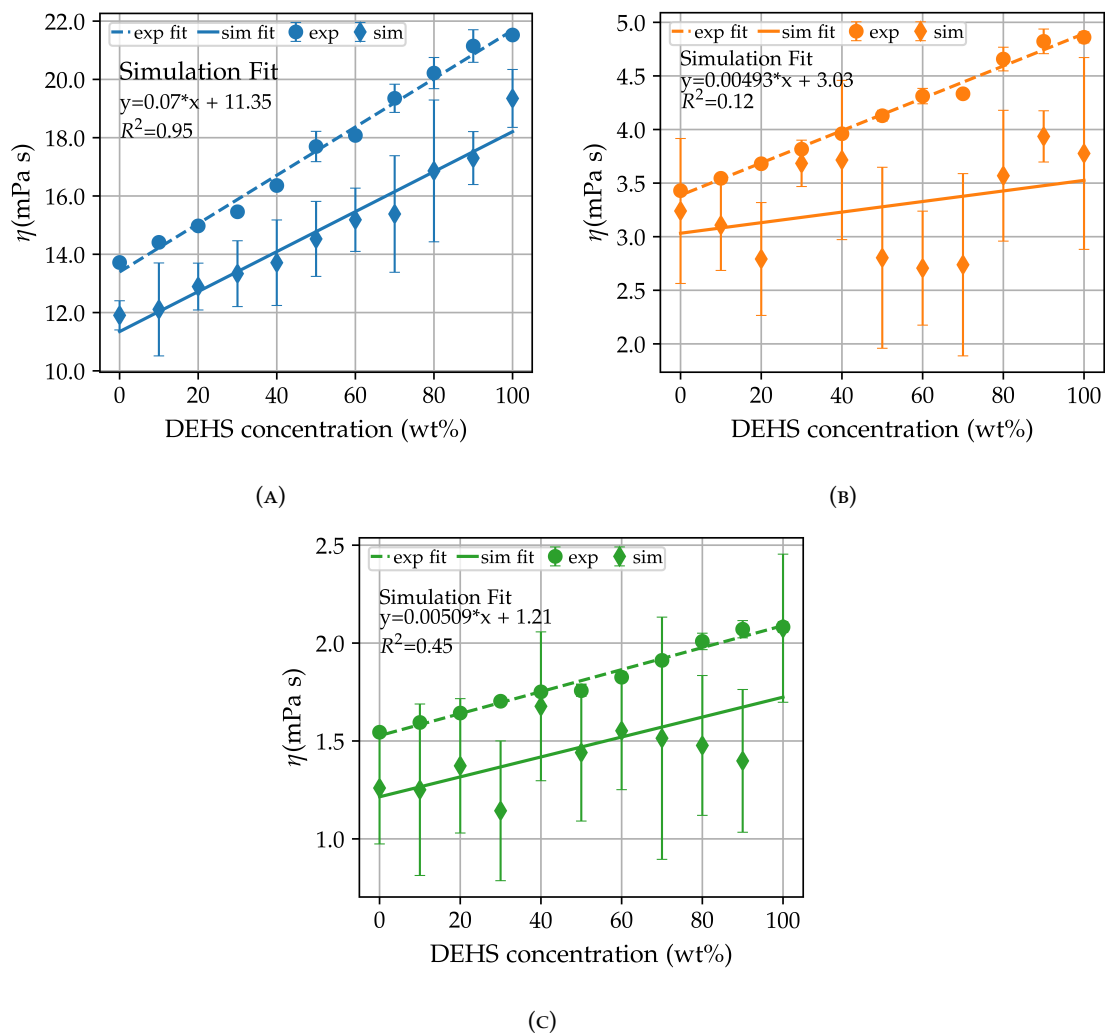 22.0
20.0
18.0
16.0
14.0
12.0
10.0
η(mPa s)
exp fit sim fit exp sim
Simulation Fit
y=0.07*x + 11.35
R²=0.95
0 20 40 60 80 100
DEHS concentration (wt%)
(A)
5.0
4.5
4.0
3.5
3.0
2.5
2.0
η(mPa s)
exp fit sim fit exp sim
Simulation Fit
y=0.00493*x + 3.03
R²=0.12
0 20 40 60 80 100
DEHS concentration (wt%)
(B)
2.5
2.0
1.5
1.0
η(mPa s)
exp fit sim fit exp sim
Simulation Fit
y=0.00509*x + 1.21
R²=0.45
0 20 40 60 80 100
DEHS concentration (wt%)
(C)